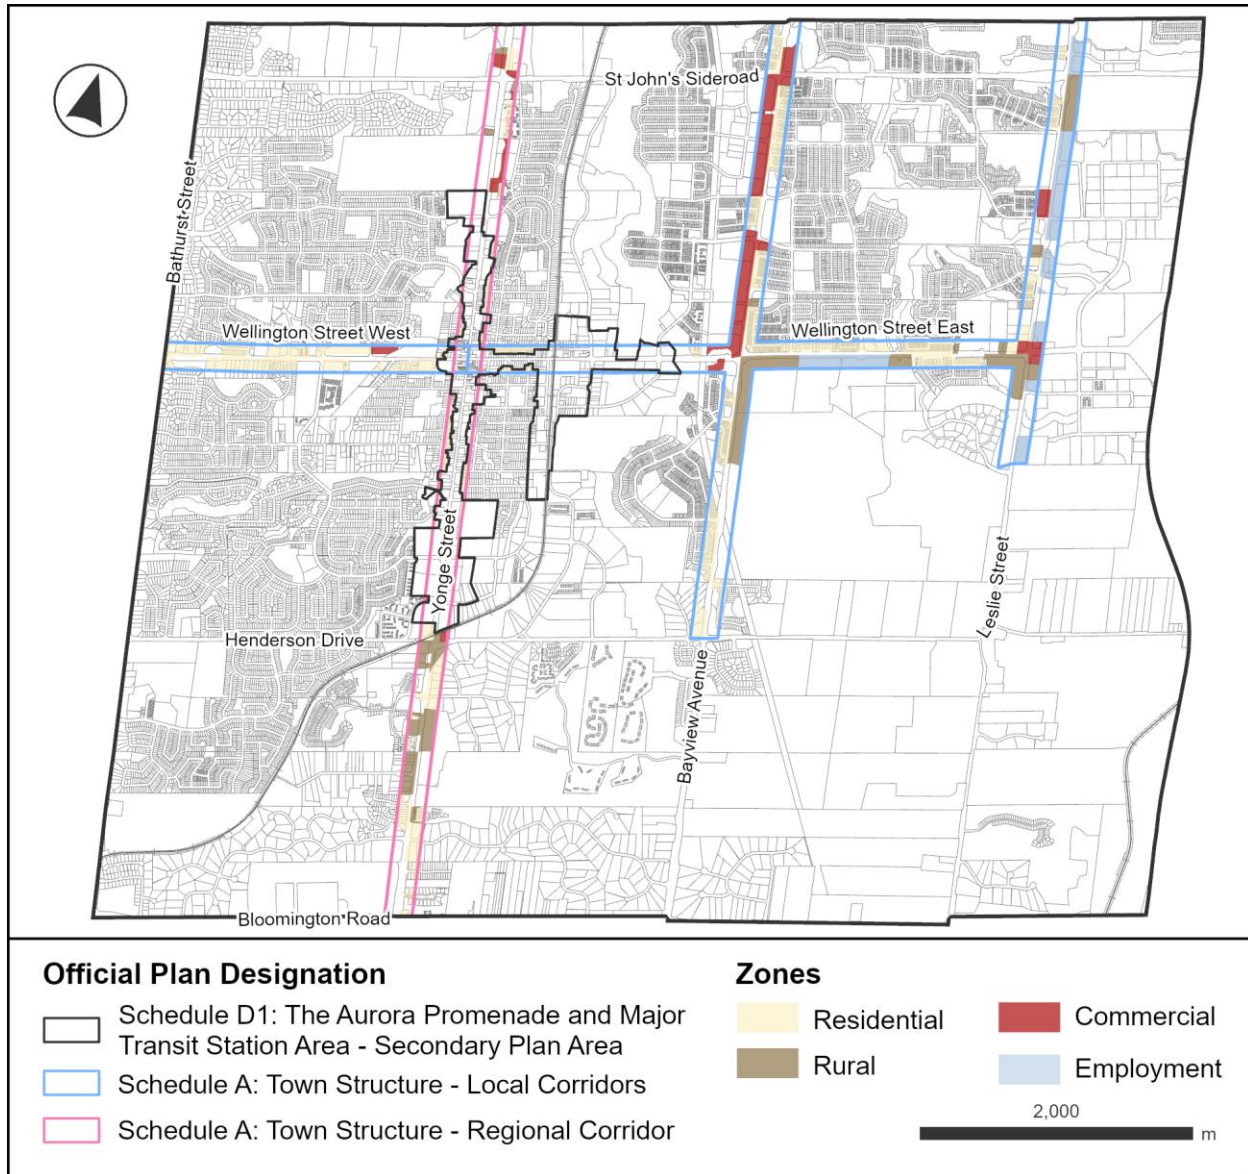 St John's Sideroad
Bathurst Street
Wellington Street West
Wellington Street East
Yonge Street
Henderson Drive
Leslie Street
Bayview Avenue
Bloomington Road
Official Plan Designation
Schedule D1: The Aurora Promenade and Major
Transit Station Area - Secondary Plan Area
Schedule A: Town Structure - Local Corridors
Schedule A: Town Structure - Regional Corridor
Zones
Residential
Commercial
Rural
Employment
2,000
m